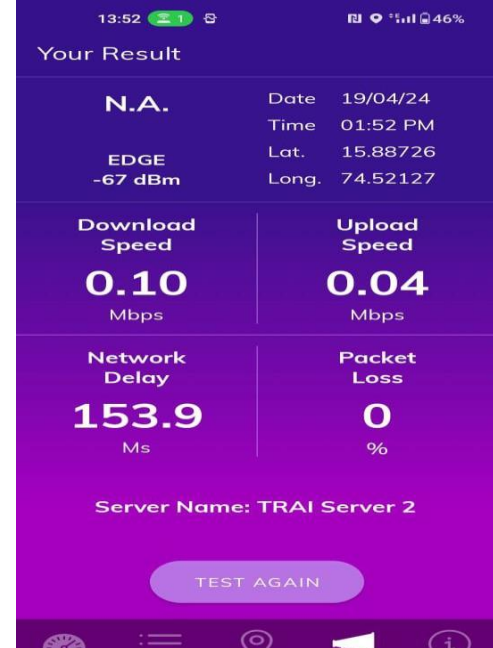 13:52 1 46%
Your Result
N.A.
Date 19/04/24
Time 01:52 PM
EDGE
Lat. 15.88726
-67 dBm
Long. 74.52127
Download Speed
Upload Speed
0.10
0.04
Mbps
Mbps
Network Delay
Packet Loss
153.9
0
Ms
%
Server Name: TRAI Server 2
TEST AGAIN